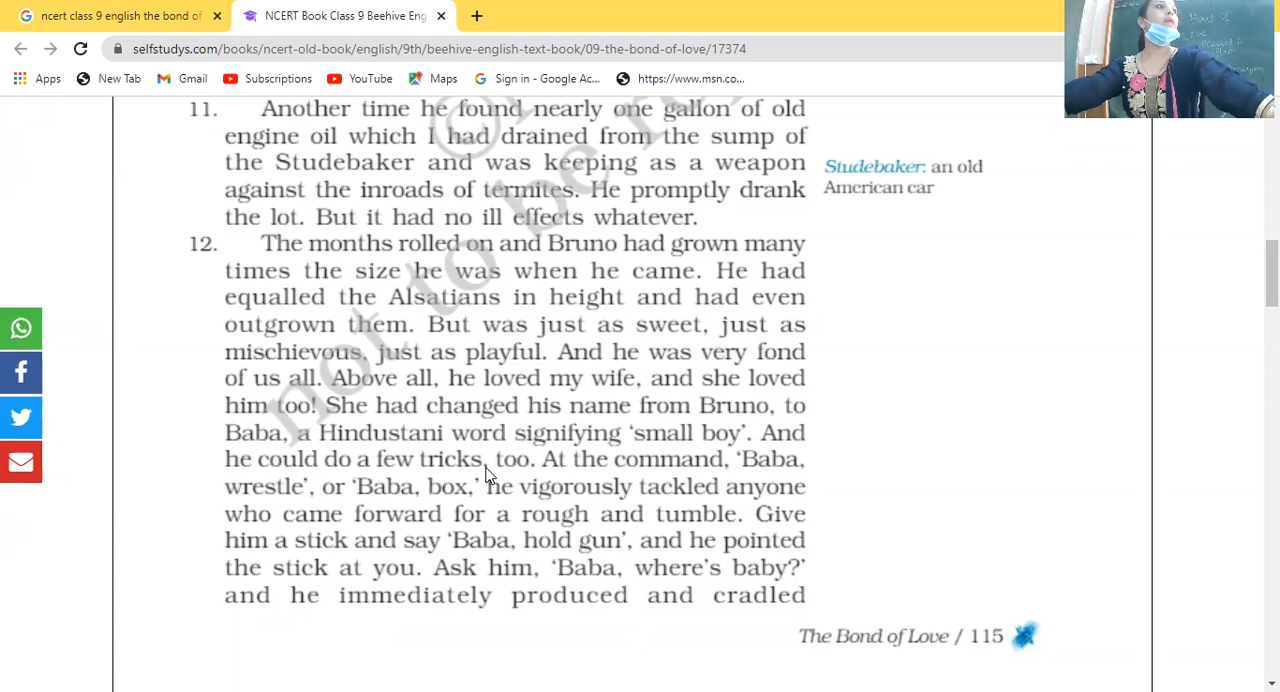 ncert class 9 english the bond of
NCERT Book Class 9 Beehive Eng
selfstudys.com/books/ncert-old-book/english/9th/beehive-english-text-book/09-the-bond-of-love/17374
Apps
New Tab
Gmail
Subscriptions
YouTube
Maps
Sign in - Google Ac...
https://www.msn.co...
Bond of
11. Another time he found nearly one gallon of old
engine oil which I had drained from the sump of
the Studebaker and was keeping as a weapon
against the inroads of termites. He promptly drank
the lot. But it had no ill effects whatever.
Studebaker: an old
American car
12. The months rolled on and Bruno had grown many
times the size he was when he came. He had
equalled the Alsatians in height and had even
outgrown them. But was just as sweet, just as
mischievous, just as playful. And he was very fond
of us all. Above all, he loved my wife, and she loved
him too! She had changed his name from Bruno, to
Baba, a Hindustani word signifying ‘small boy’. And
he could do a few tricks, too. At the command, ‘Baba,
wrestle’, or ‘Baba, box,’ he vigorously tackled anyone
who came forward for a rough and tumble. Give
him a stick and say ‘Baba, hold gun’, and he pointed
the stick at you. Ask him, ‘Baba, where’s baby?’
and he immediately produced and cradled
not to be
The Bond of Love / 115